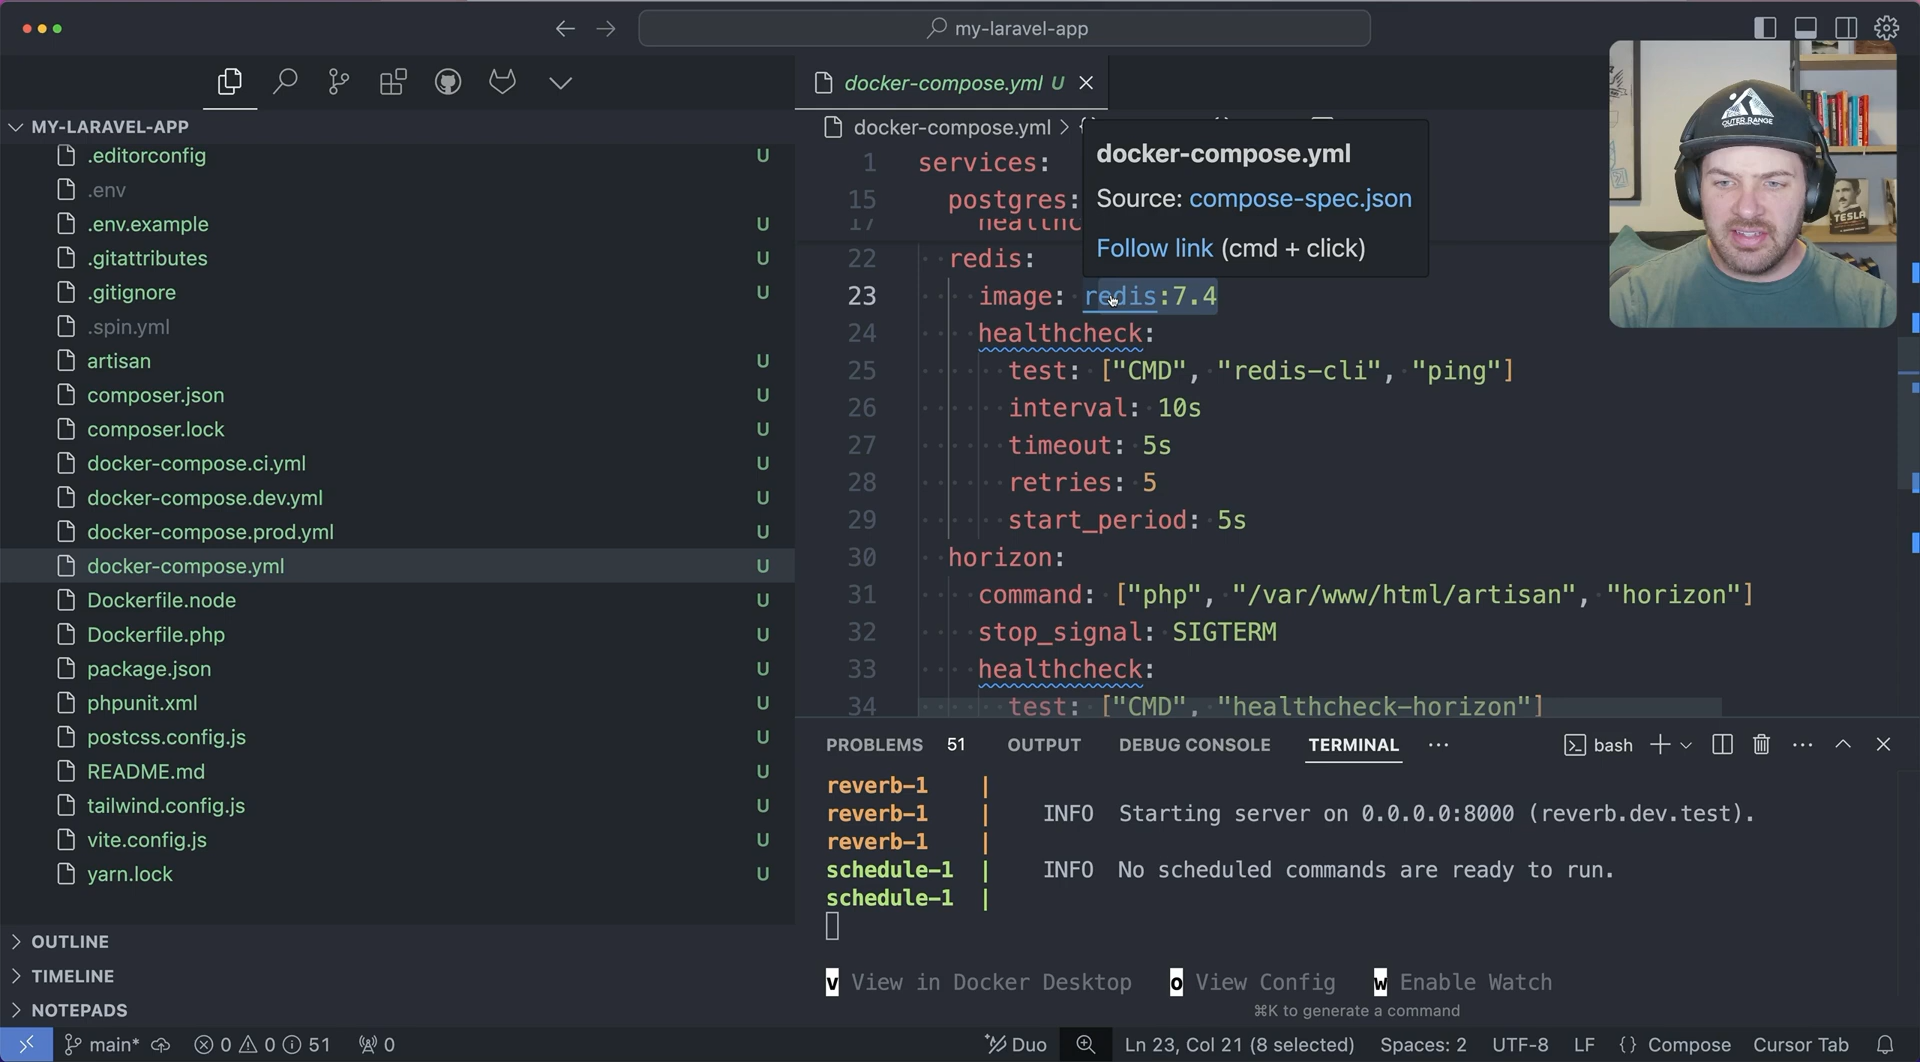 my-laravel-app
docker-compose.yml U
MY-LARAVEL-APP
.editorconfig U
.env
.env.example U
.gitattributes U
.gitignore U
.spin.yml
artisan U
composer.json U
composer.lock U
docker-compose.ci.yml U
docker-compose.dev.yml U
docker-compose.prod.yml U
docker-compose.yml U
Dockerfile.node U
Dockerfile.php U
package.json U
phpunit.xml U
postcss.config.js U
README.md U
tailwind.config.js U
vite.config.js U
yarn.lock U
OUTLINE
TIMELINE
NOTEPADS
docker-compose.yml >
docker-compose.yml
Source: compose-spec.json
Follow link (cmd + click)
1 services:
15 postgres:
17 healthc
22 redis:
23 image: redis:7.4
24 healthcheck:
25 test: ["CMD", "redis-cli", "ping"]
26 interval: 10s
27 timeout: 5s
28 retries: 5
29 start_period: 5s
30 horizon:
31 command: ["php", "/var/www/html/artisan", "horizon"]
32 stop_signal: SIGTERM
33 healthcheck:
34 test: ["CMD", "healthcheck-horizon"]
OUTER RANGE
TESLA
PROBLEMS 51 OUTPUT DEBUG CONSOLE TERMINAL ··· bash
reverb-1 |
reverb-1 | INFO Starting server on 0.0.0.0:8000 (reverb.dev.test).
reverb-1 |
schedule-1 | INFO No scheduled commands are ready to run.
schedule-1 |
v View in Docker Desktop o View Config w Enable Watch
⌘K to generate a command
main* 0 0 51 0 Duo Ln 23, Col 21 (8 selected) Spaces: 2 UTF-8 LF {} Compose Cursor Tab